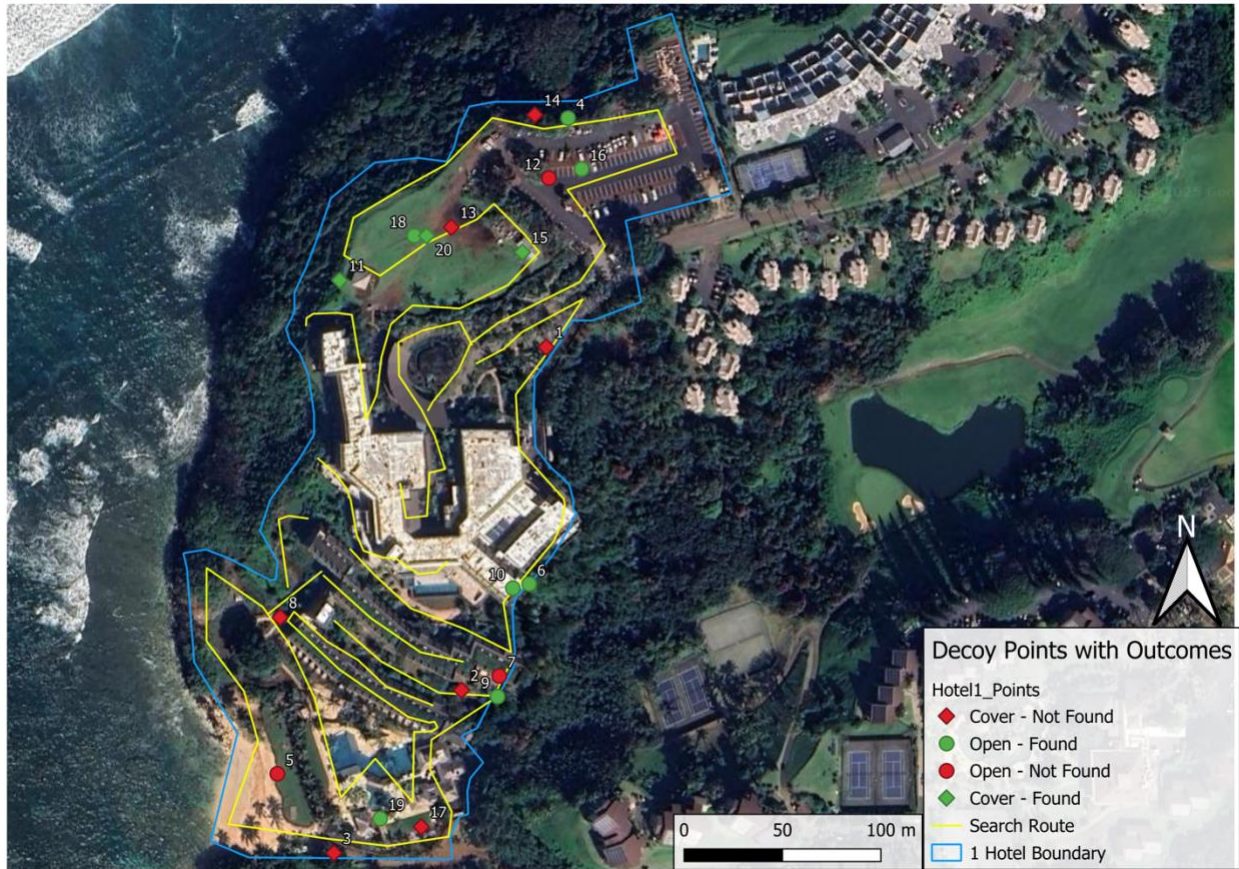 14
4
16
12
13
18
20
15
11
1
10
6
8
7
2
9
5
19
17
3
N
0 50 100 m
Decoy Points with Outcomes
Hotel1_Points
Cover - Not Found
Open - Found
Open - Not Found
Cover - Found
Search Route
1 Hotel Boundary